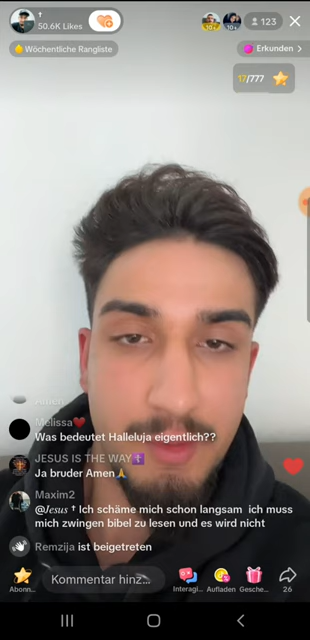 †
50.6K Likes
10+
10+
123
Wöchentliche Rangliste
Erkunden
17/777
Melissa❤️
Was bedeutet Halleluja eigentlich??
JESUS IS THE WAY✝️
Ja bruder Amen🙏
Maxim2
@𝐽𝑒𝑠𝑢𝑠 † Ich schäme mich schon langsam ich muss
mich zwingen bibel zu lesen und es wird nicht
Remzija ist beigetreten
Abonn...
Kommentar hinz...
Interagi...
Aufladen
Gesche...
26